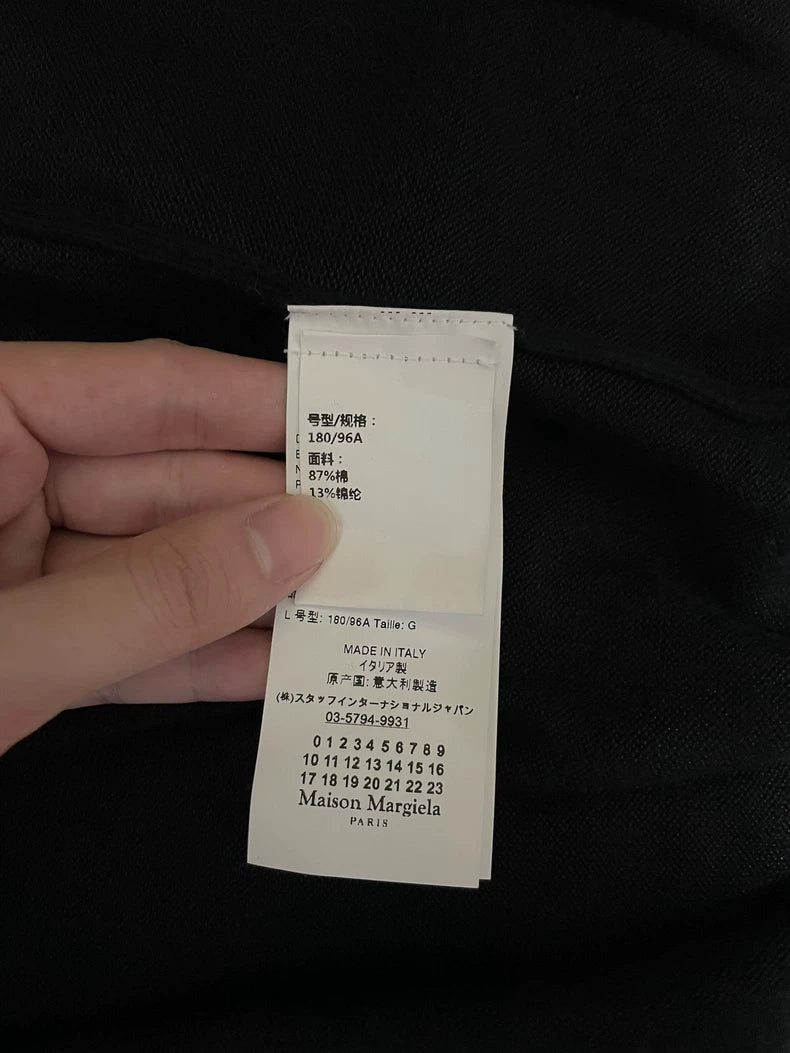 号型/规格：
180/96A
面料：
87%棉
13%锦纶
L 号型: 180/96A Taille: G
MADE IN ITALY
イタリア製
原产国: 意大利製造
(株)スタッフインターナショナルジャパン
03-5794-9931
0 1 2 3 4 5 6 7 8 9
10 11 12 13 14 15 16
17 18 19 20 21 22 23
Maison Margiela
PARIS